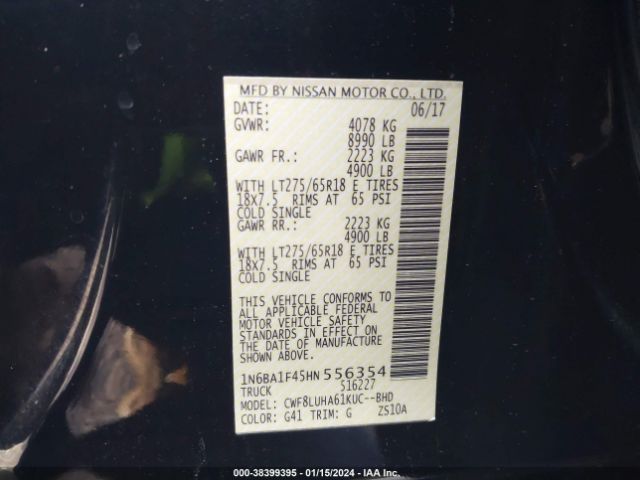 MFD BY NISSAN MOTOR CO., LTD.
DATE: 06/17
GVWR: 4078 KG
8990 LB
GAWR FR.: 2223 KG
4900 LB
WITH LT275/65R18 E TIRES
18X7.5 RIMS AT 65 PSI
COLD SINGLE
GAWR RR.: 2223 KG
4900 LB
WITH LT275/65R18 E TIRES
18X7.5 RIMS AT 65 PSI
COLD SINGLE
THIS VEHICLE CONFORMS TO
ALL APPLICABLE FEDERAL
MOTOR VEHICLE SAFETY
STANDARDS IN EFFECT ON
THE DATE OF MANUFACTURE
SHOWN ABOVE.
1N6BA1F45HN556354
TRUCK 516227
MODEL: CWF8LUHA61KUC--BHD
COLOR: G41 TRIM: G ZS10A
000-38399395 - 01/15/2024 - IAA Inc.